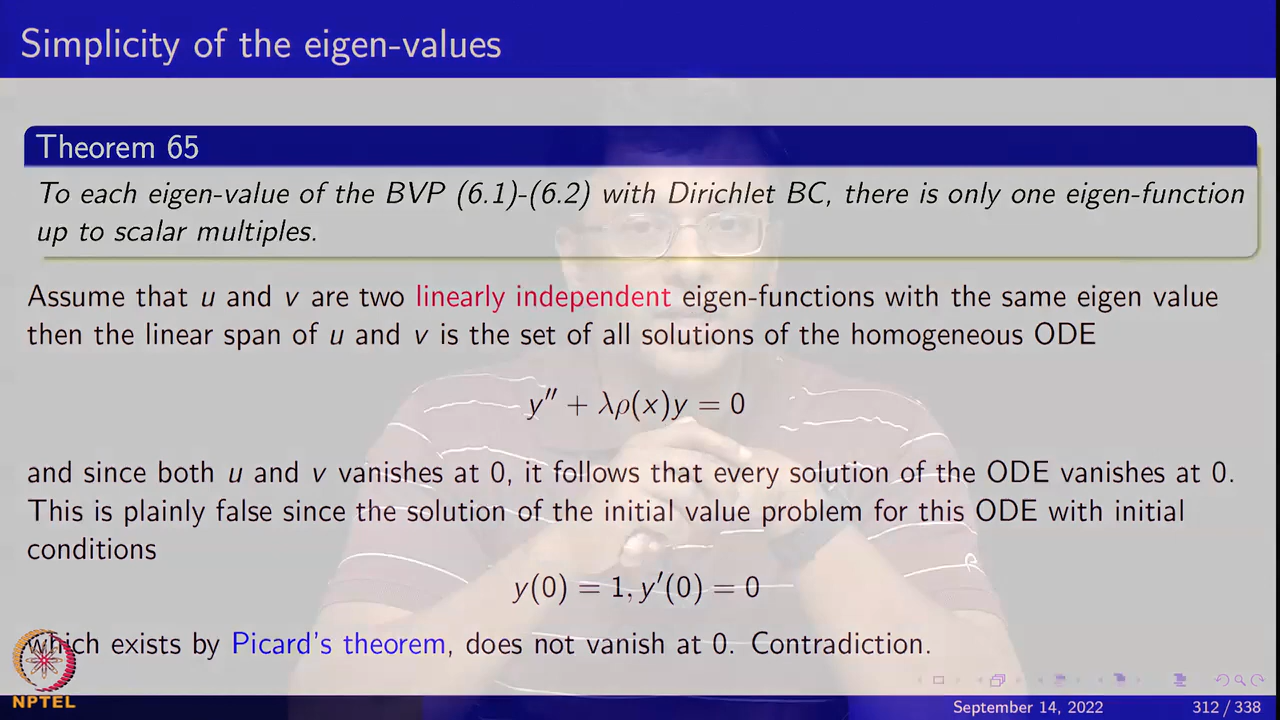 Simplicity of the eigen-values
Theorem 65
To each eigen-value of the BVP (6.1)-(6.2) with Dirichlet BC, there is only one eigen-function
up to scalar multiples.
Assume that u and v are two linearly independent eigen-functions with the same eigen value
then the linear span of u and v is the set of all solutions of the homogeneous ODE
y″ + λρ(x)y = 0
and since both u and v vanishes at 0, it follows that every solution of the ODE vanishes at 0.
This is plainly false since the solution of the initial value problem for this ODE with initial
conditions
y(0) = 1, y′(0) = 0
which exists by Picard's theorem, does not vanish at 0. Contradiction.
NPTEL
September 14, 2022 312 / 338